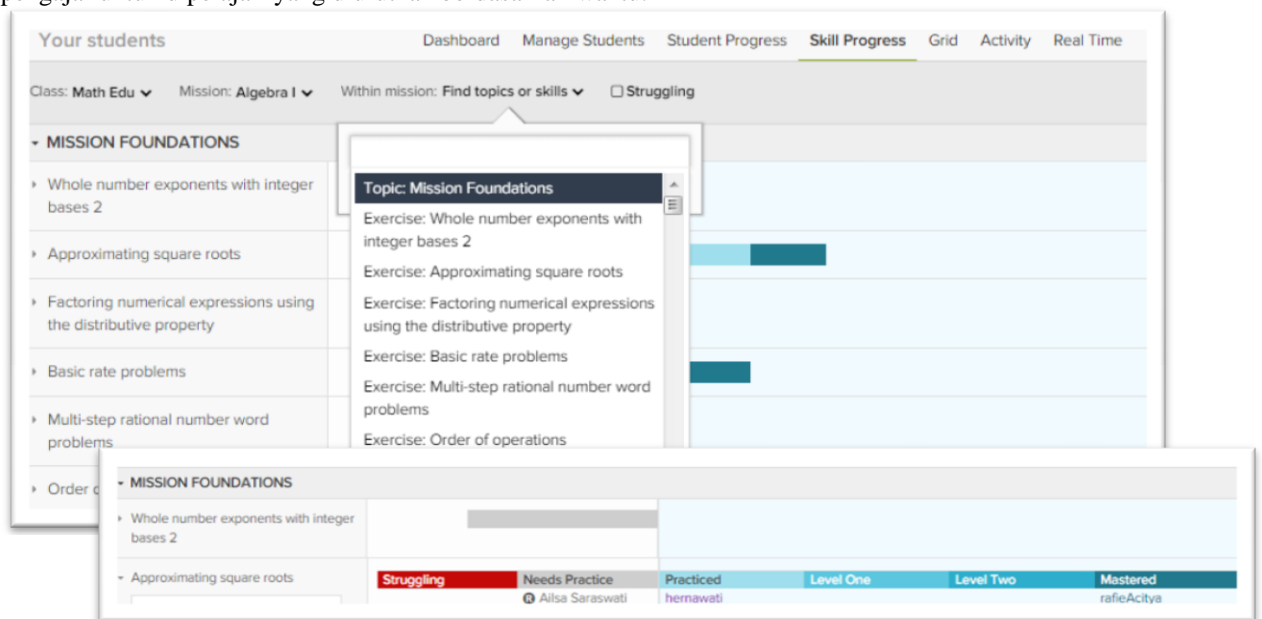 Your students
Dashboard Manage Students Student Progress Skill Progress Grid Activity Real Time
Class: Math Edu Mission: Algebra I Within mission: Find topics or skills Struggling
MISSION FOUNDATIONS
Whole number exponents with integer
bases 2
Approximating square roots
Factoring numerical expressions using
the distributive property
Basic rate problems
Multi-step rational number word
problems
Order
Topic: Mission Foundations
Exercise: Whole number exponents with
integer bases 2
Exercise: Approximating square roots
Exercise: Factoring numerical expressions
using the distributive property
Exercise: Basic rate problems
Exercise: Multi-step rational number word
problems
Exercise: Order of operations
MISSION FOUNDATIONS
Whole number exponents with integer
bases 2
Approximating square roots
Struggling Needs Practice Practiced Level One Level Two Mastered
R Ailsa Saraswati hernawati rafieAcitya